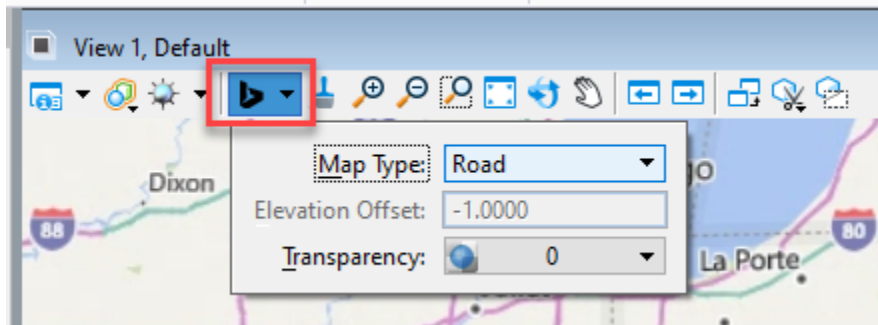 View 1, Default
Map Type: Road
Dixon
Elevation Offset: -1.0000
88
80
Transparency: 0
La Porte